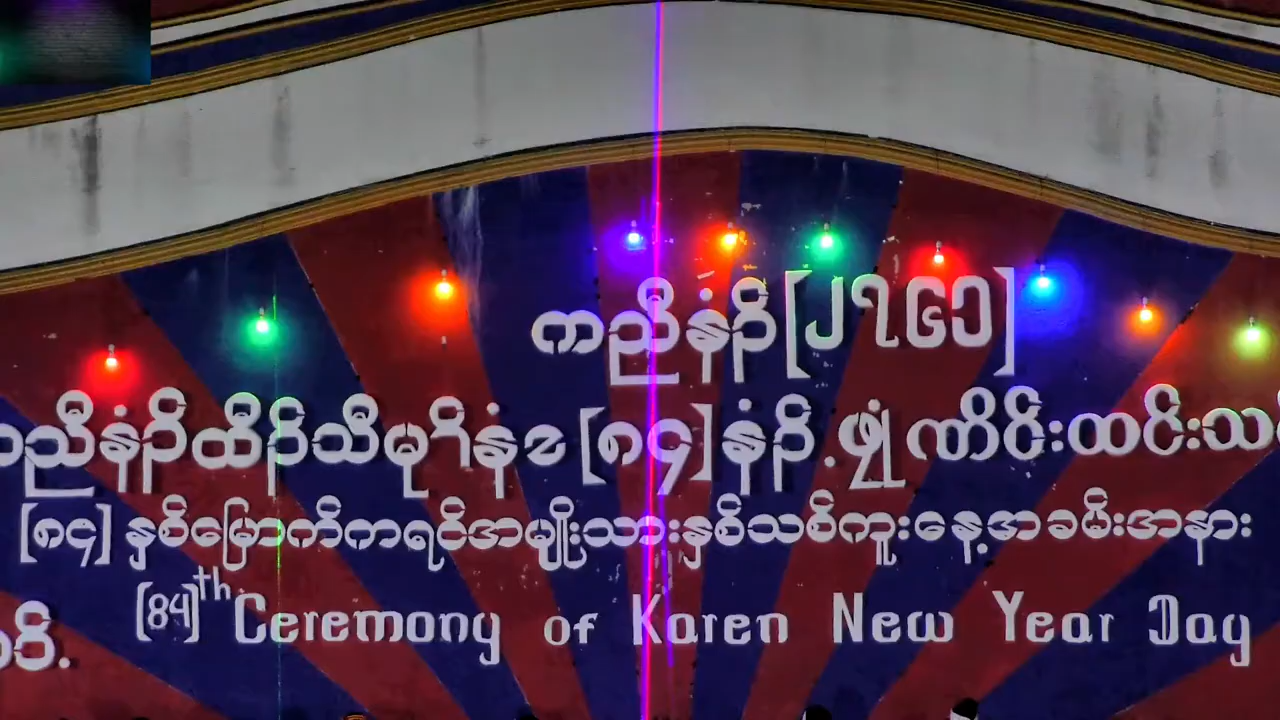 ကညီနံၣ်[၂၇၆၁]
ကညီနံၣ်ထီၣ်သီမုၢ်နံၤဒ [၈၄] နံၣ်.
[၈၄] နှစ်မြောက်ကရင်အမျိုးသားနှစ်သစ်ကူးနေ့အခမ်းအနား
[84]th Ceremony of Karen New Year Day